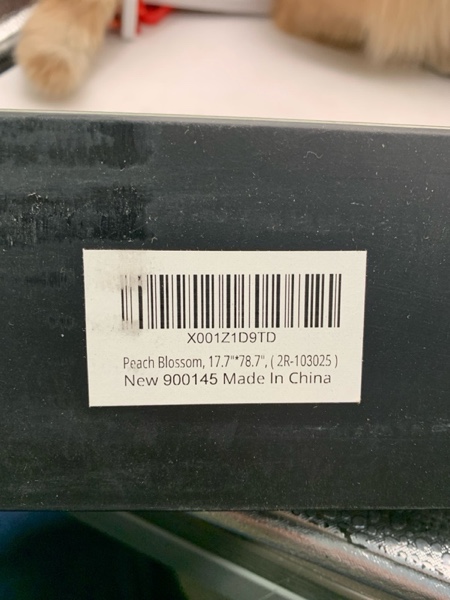 X001Z1D9TD
Peach Blossom, 17.7"*78.7", ( 2R-103025 )
New 900145 Made In China